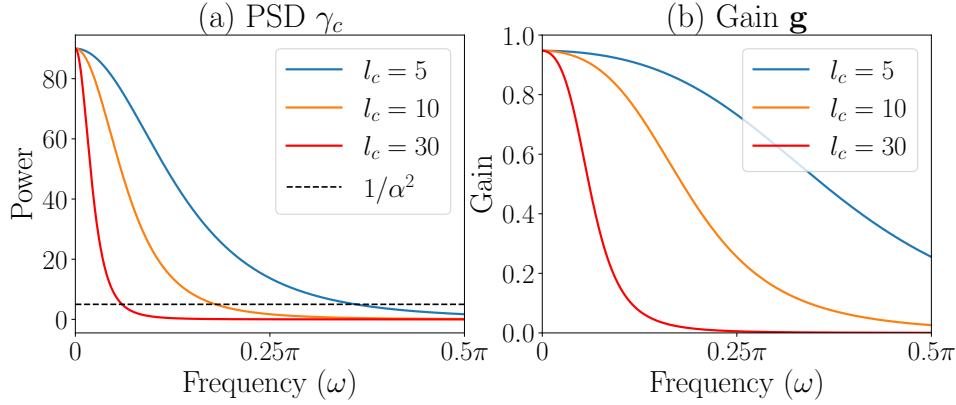 (a) PSD γ_c
Power
80
60
40
20
0
l_c = 5
l_c = 10
l_c = 30
1/α²
0
0.25π
0.5π
Frequency (ω)
(b) Gain g
Gain
1.0
0.8
0.6
0.4
0.2
0.0
l_c = 5
l_c = 10
l_c = 30
0
0.25π
0.5π
Frequency (ω)